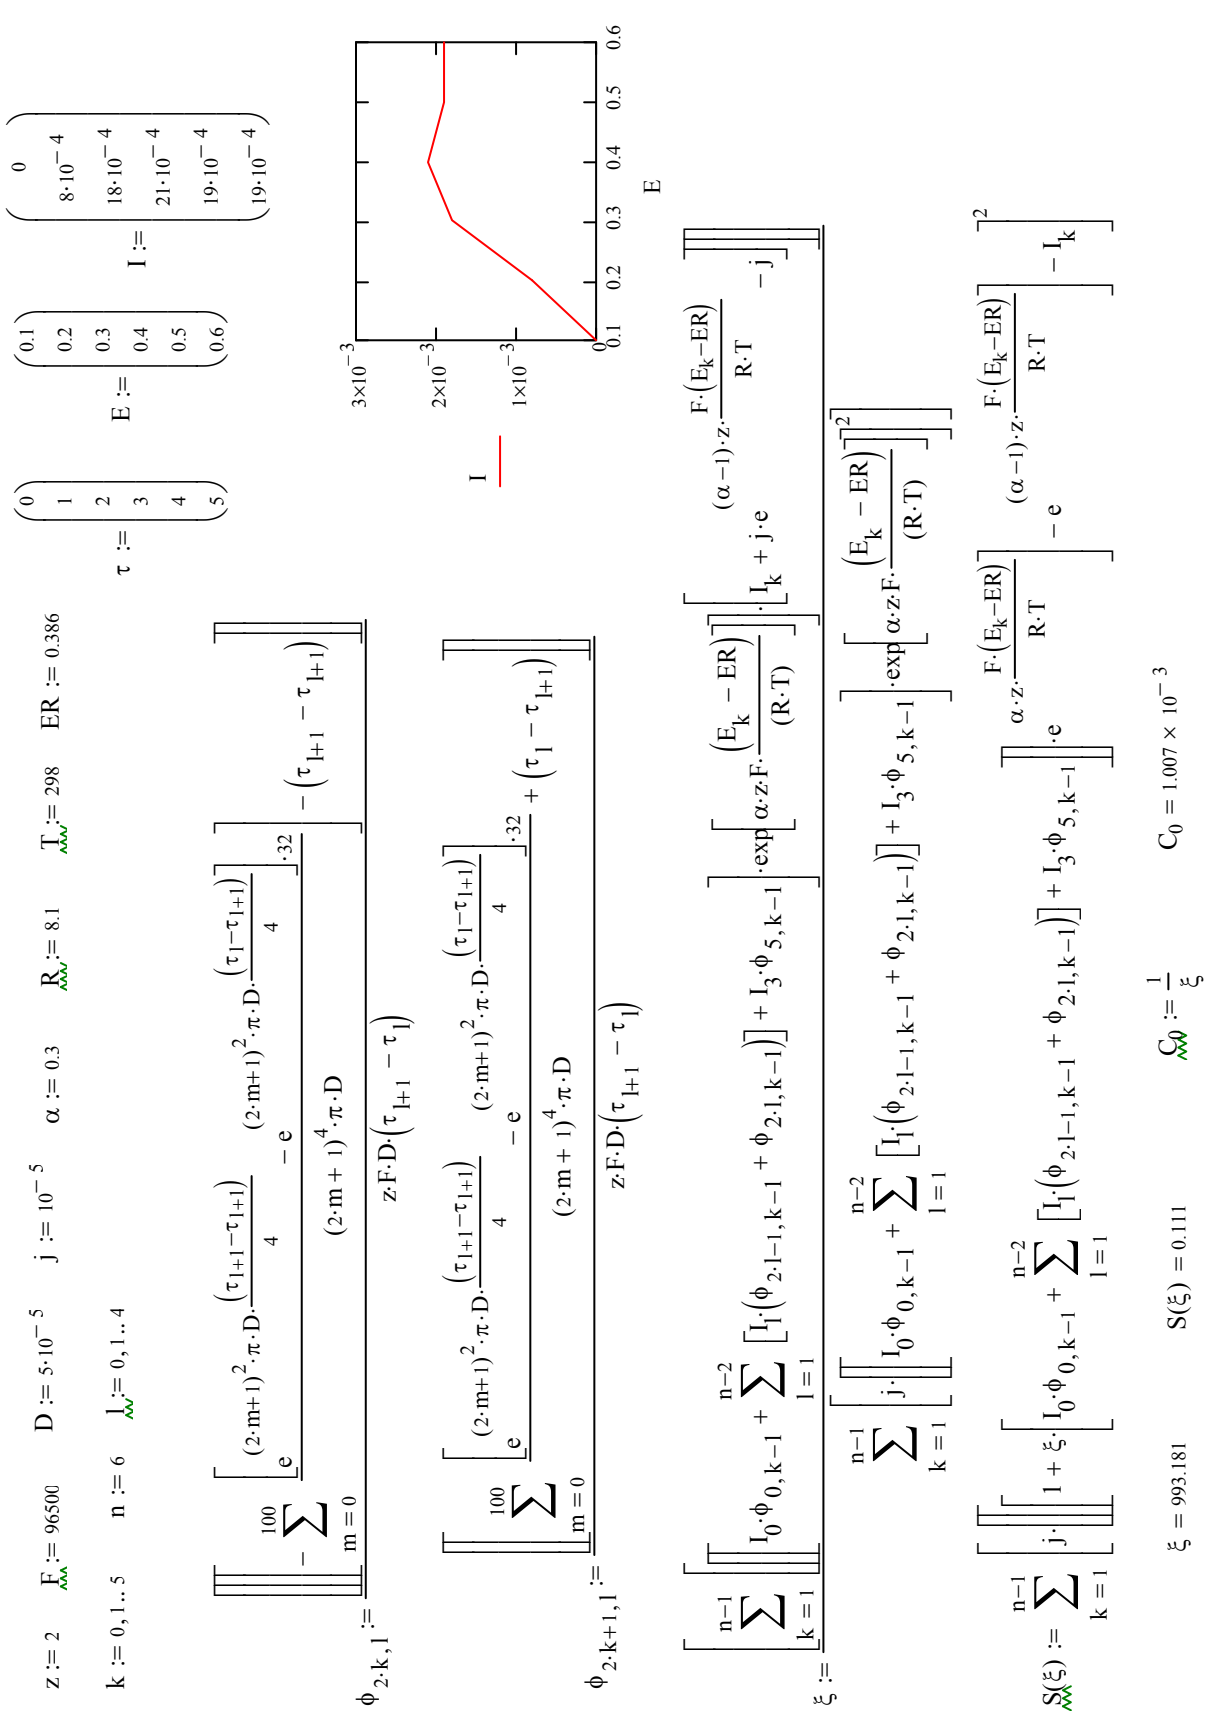 z := 2   F := 96500   D := 5·10^−5   j := 10^−5   α := 0.3   R := 8.1   T := 298   ER := 0.386
k := 0, 1 .. 5   n := 6   l := 0, 1 .. 4
τ := (0 1 2 3 4 5)   E := (0.1 0.2 0.3 0.4 0.5 0.6)   I := (0 8·10^−4 18·10^−4 21·10^−4 19·10^−4 19·10^−4)
3×10^−3
2×10^−3
1×10^−3
0
0.1 0.2 0.3 0.4 0.5 0.6
I
E
φ_{2·k,l} := [[[−∑_{m=0}^{100} [[e^{[(2·m+1)^2·π·D·(τ_{l+1}−τ_{l+1})/4]} − e^{(2·m+1)^2·π·D·(τ_l−τ_{l+1})/4}]·32 / ((2·m+1)^4·π·D)] − (τ_{l+1} − τ_{l+1})]] / (z·F·D·(τ_{l+1} − τ_l))
φ_{2·k+1,l} := [[∑_{m=0}^{100} [e^{(2·m+1)^2·π·D·(τ_{l+1}−τ_{l+1})/4} − e^{(2·m+1)^2·π·D·(τ_l−τ_{l+1})/4}]·32 / ((2·m+1)^4·π·D) + (τ_l − τ_{l+1})]] / (z·F·D·(τ_{l+1} − τ_l))
ξ := [∑_{k=1}^{n−1} [[[I_0·φ_{0,k−1} + ∑_{l=1}^{n−2} [I_l·(φ_{2·l−1,k−1} + φ_{2·l,k−1})] + I_3·φ_{5,k−1}]·exp[α·z·F·(E_k − ER)/(R·T)]]·[I_k + j·e^{(α−1)·z·F·(E_k−ER)/(R·T)} − j]]] / ∑_{k=1}^{n−1} [j·[[[I_0·φ_{0,k−1} + ∑_{l=1}^{n−2} [I_l·(φ_{2·l−1,k−1} + φ_{2·l,k−1})] + I_3·φ_{5,k−1}]·exp[α·z·F·(E_k − ER)/(R·T)]]^2]]
S(ξ) := ∑_{k=1}^{n−1} [j·[[[1 + ξ·[I_0·φ_{0,k−1} + ∑_{l=1}^{n−2} [I_l·(φ_{2·l−1,k−1} + φ_{2·l,k−1})] + I_3·φ_{5,k−1}]]·e^{α·z·F·(E_k−ER)/(R·T)}] − e^{(α−1)·z·F·(E_k−ER)/(R·T)}] − I_k]^2
ξ = 993.181   S(ξ) = 0.111   C_0 := 1/ξ   C_0 = 1.007 × 10^−3